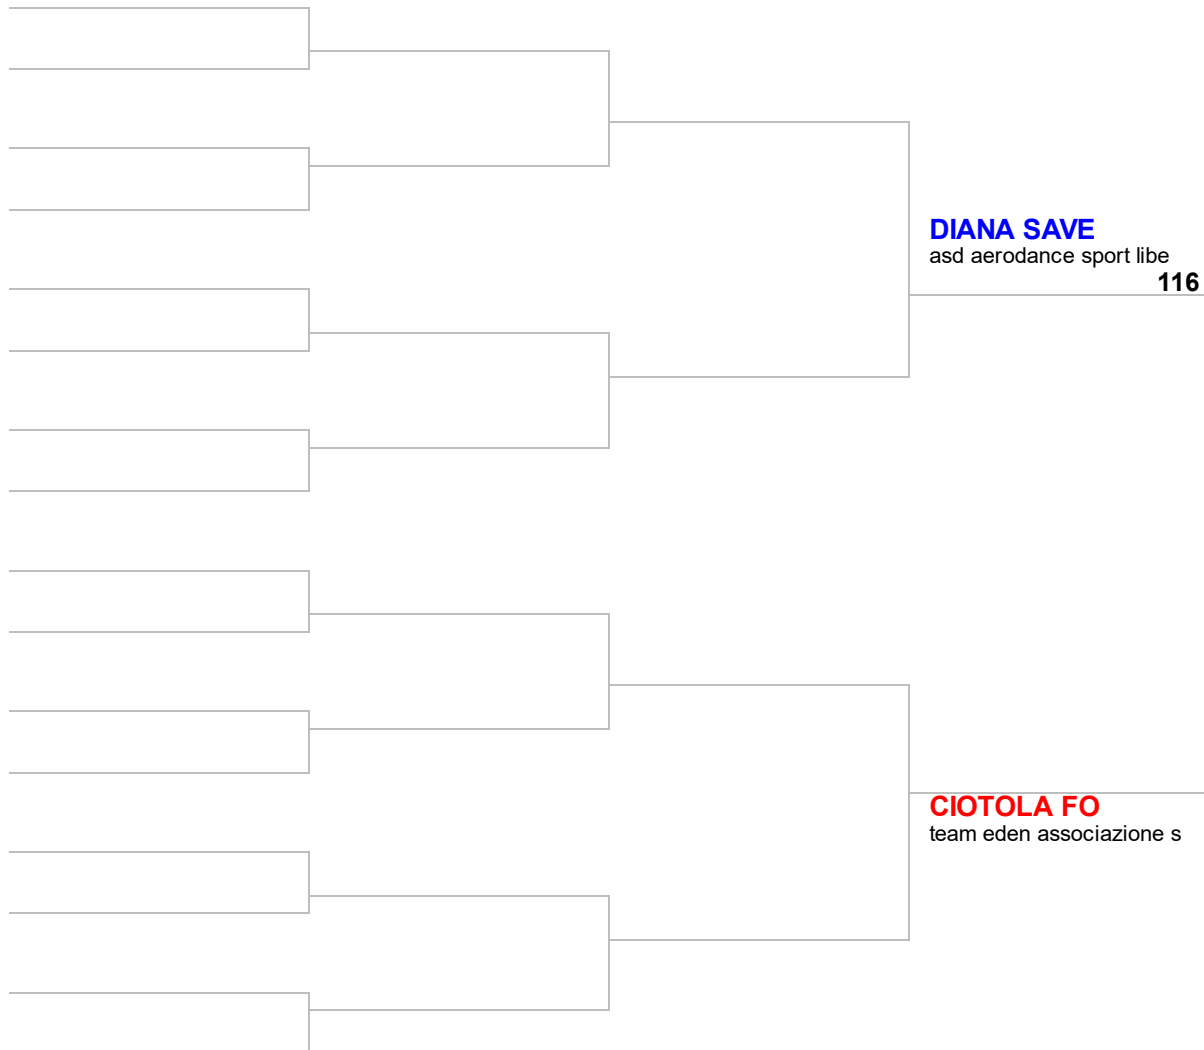 DIANA SAVE
asd aerodance sport libe
116
CIOTOLA FO
team eden associazione s